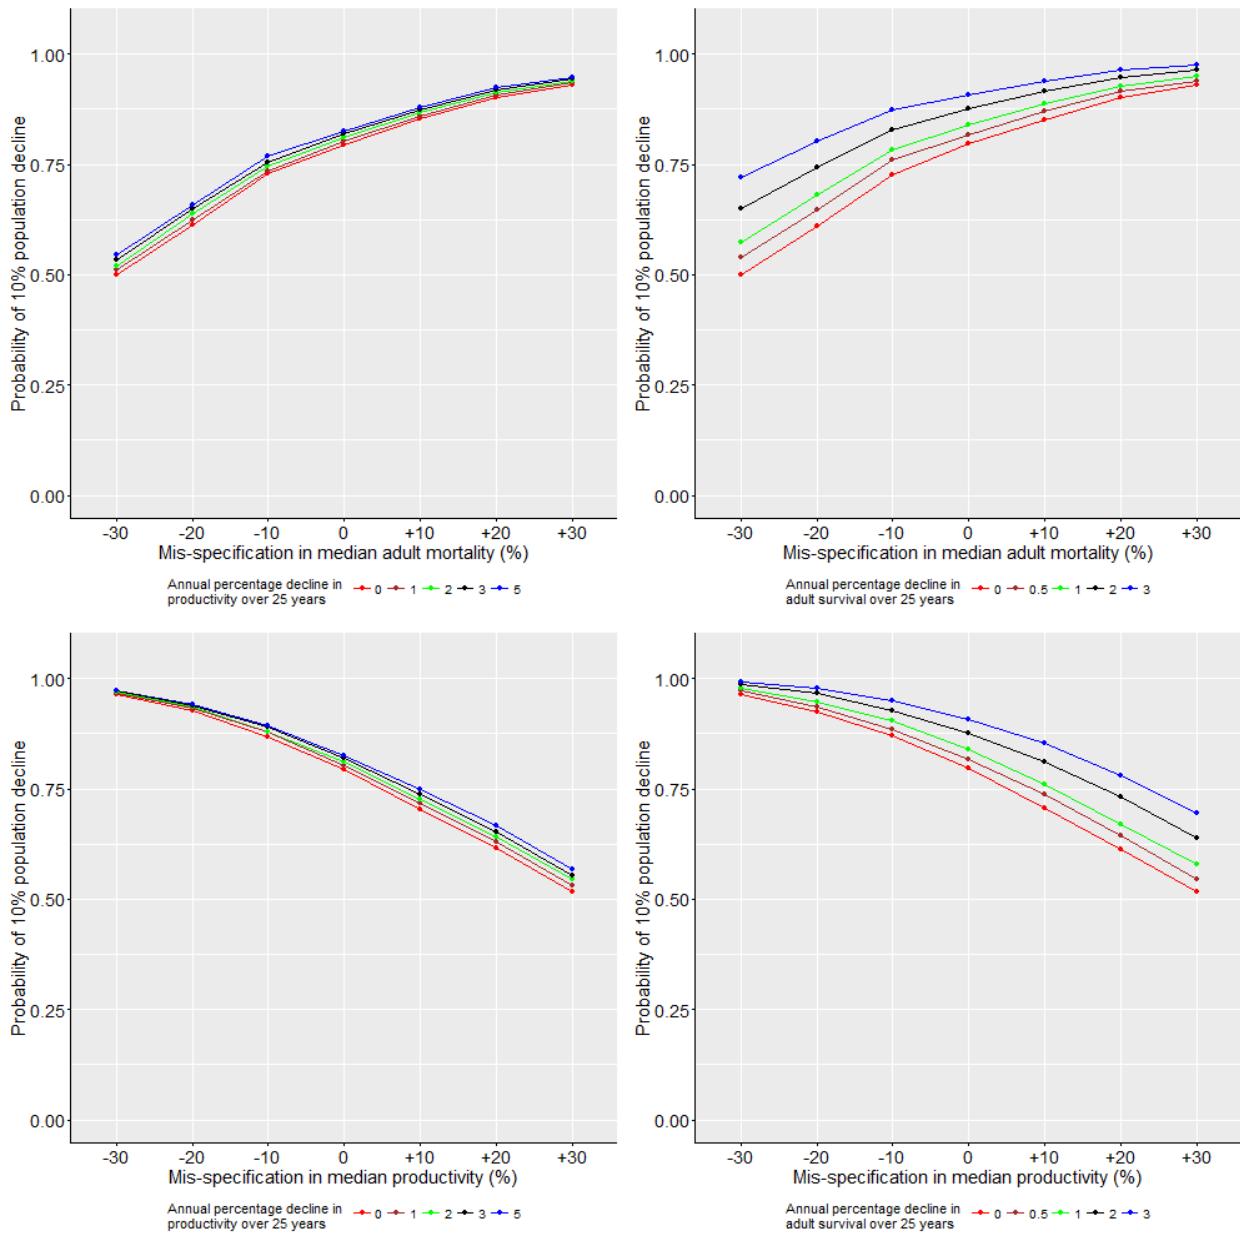 Probability of 10% population decline
1.00
0.75
0.50
0.25
0.00
-30 -20 -10 0 +10 +20 +30
Mis-specification in median adult mortality (%)
Annual percentage decline in
productivity over 25 years
0 1 2 3 5
Probability of 10% population decline
1.00
0.75
0.50
0.25
0.00
-30 -20 -10 0 +10 +20 +30
Mis-specification in median adult mortality (%)
Annual percentage decline in
adult survival over 25 years
0 0.5 1 2 3
Probability of 10% population decline
1.00
0.75
0.50
0.25
0.00
-30 -20 -10 0 +10 +20 +30
Mis-specification in median productivity (%)
Annual percentage decline in
productivity over 25 years
0 1 2 3 5
Probability of 10% population decline
1.00
0.75
0.50
0.25
0.00
-30 -20 -10 0 +10 +20 +30
Mis-specification in median productivity (%)
Annual percentage decline in
adult survival over 25 years
0 0.5 1 2 3